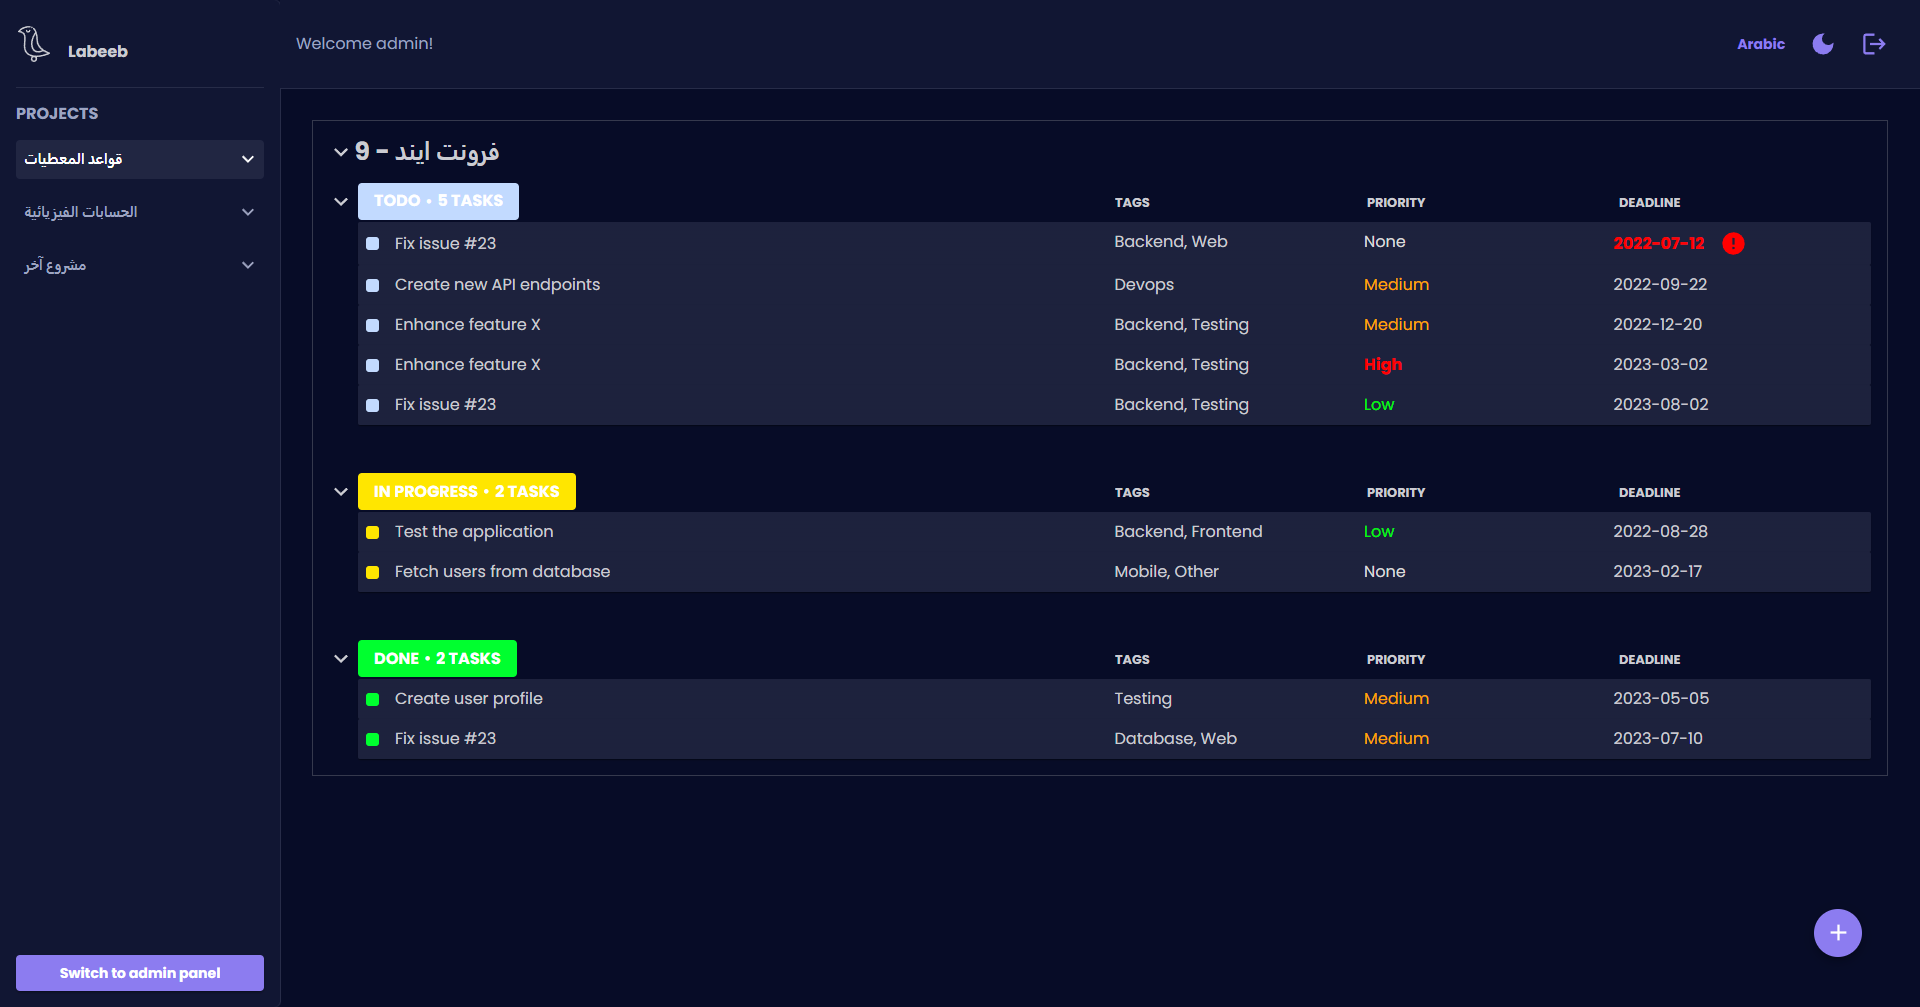 Labeeb
Welcome admin!
Arabic
PROJECTS
قواعد المعطيات
الحسابات الفيزيائية
مشروع آخر
Switch to admin panel
فرونت ايند - 9
TODO • 5 TASKS TAGS PRIORITY DEADLINE
Fix issue #23 Backend, Web None 2022-07-12 !
Create new API endpoints Devops Medium 2022-09-22
Enhance feature X Backend, Testing Medium 2022-12-20
Enhance feature X Backend, Testing High 2023-03-02
Fix issue #23 Backend, Testing Low 2023-08-02
IN PROGRESS • 2 TASKS TAGS PRIORITY DEADLINE
Test the application Backend, Frontend Low 2022-08-28
Fetch users from database Mobile, Other None 2023-02-17
DONE • 2 TASKS TAGS PRIORITY DEADLINE
Create user profile Testing Medium 2023-05-05
Fix issue #23 Database, Web Medium 2023-07-10